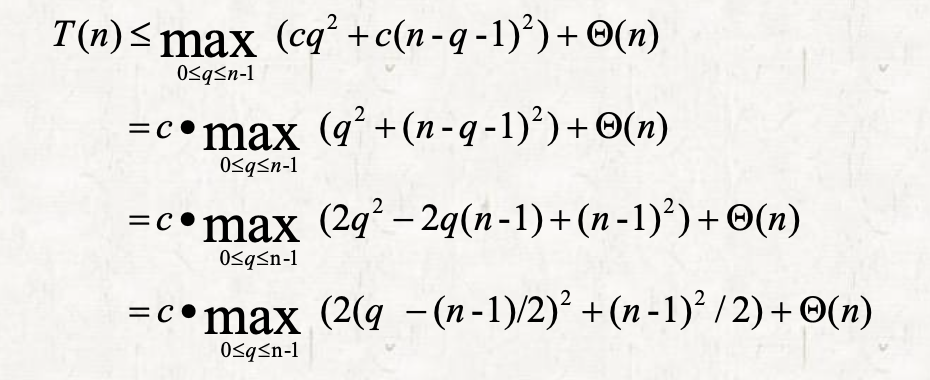 T(n) ≤ max (cq² + c(n - q - 1)²) + Θ(n)
0≤q≤n-1
= c • max (q² + (n - q - 1)²) + Θ(n)
0≤q≤n-1
= c • max (2q² − 2q(n - 1) + (n - 1)²) + Θ(n)
0≤q≤n-1
= c • max (2(q − (n - 1)/2)² + (n - 1)² / 2) + Θ(n)
0≤q≤n-1